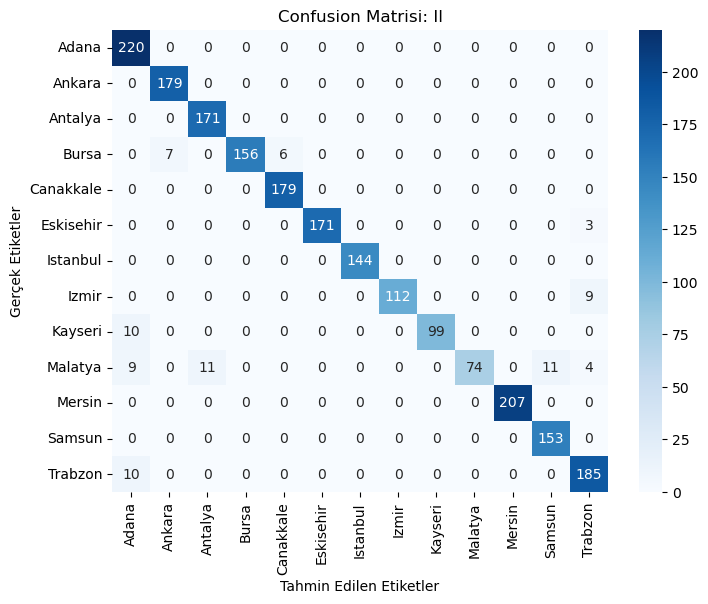 Confusion Matrisi: II
Gerçek Etiketler
Adana 220 0 0 0 0 0 0 0 0 0 0 0 0
Ankara 0 179 0 0 0 0 0 0 0 0 0 0 0
Antalya 0 0 171 0 0 0 0 0 0 0 0 0 0
Bursa 0 7 0 156 6 0 0 0 0 0 0 0 0
Canakkale 0 0 0 0 179 0 0 0 0 0 0 0 0
Eskisehir 0 0 0 0 0 171 0 0 0 0 0 0 3
Istanbul 0 0 0 0 0 0 144 0 0 0 0 0 0
Izmir 0 0 0 0 0 0 0 112 0 0 0 0 9
Kayseri 10 0 0 0 0 0 0 0 99 0 0 0 0
Malatya 9 0 11 0 0 0 0 0 0 74 0 11 4
Mersin 0 0 0 0 0 0 0 0 0 0 207 0 0
Samsun 0 0 0 0 0 0 0 0 0 0 0 153 0
Trabzon 10 0 0 0 0 0 0 0 0 0 0 0 185
Adana Ankara Antalya Bursa Canakkale Eskisehir Istanbul Izmir Kayseri Malatya Mersin Samsun Trabzon
Tahmin Edilen Etiketler
200
175
150
125
100
75
50
25
0